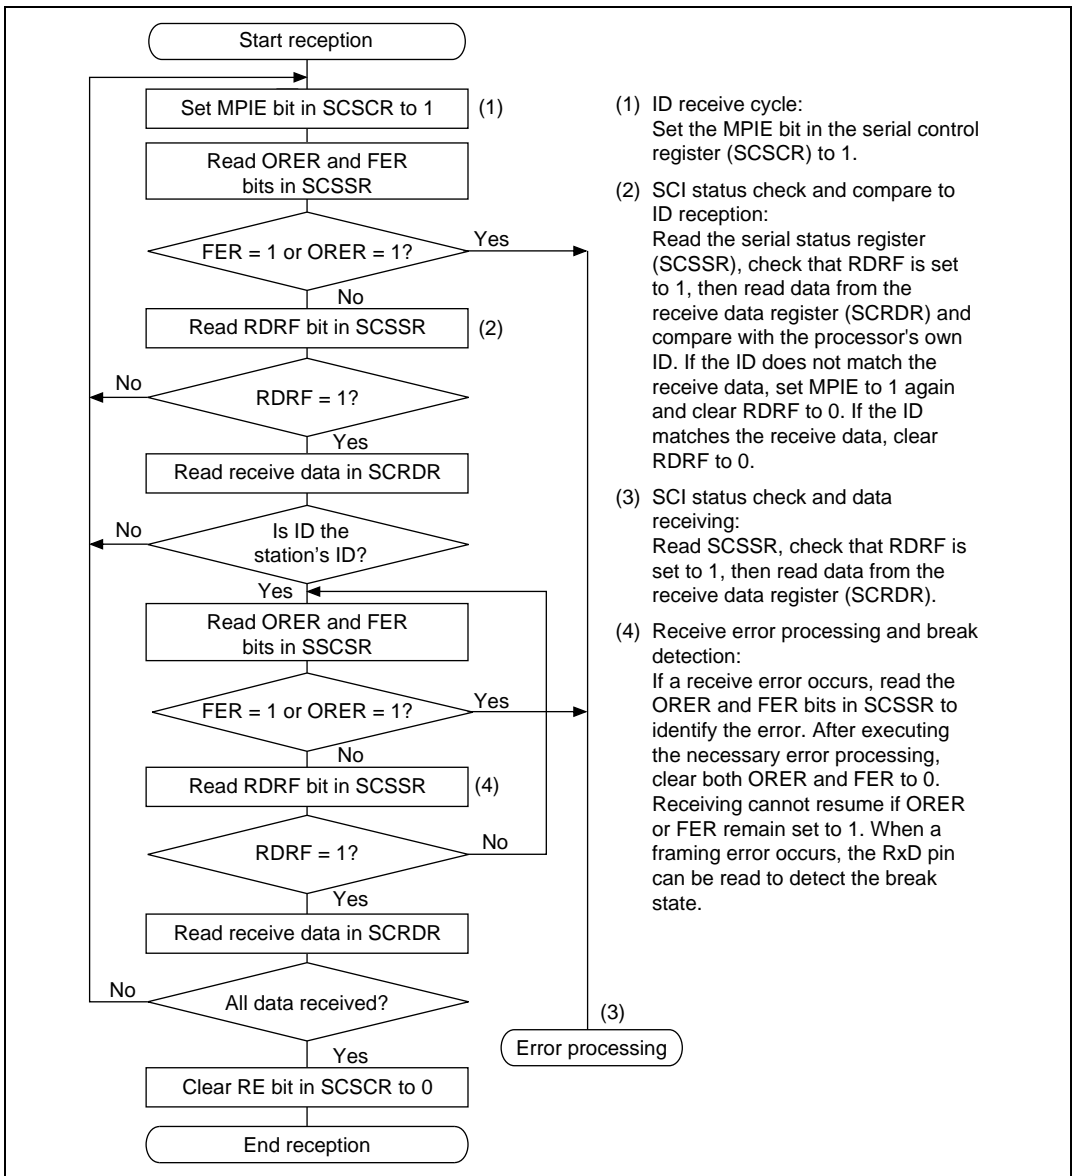 Start reception
Set MPIE bit in SCSCR to 1
(1)
Read ORER and FER
bits in SCSSR
FER = 1 or ORER = 1?
Yes
No
Read RDRF bit in SCSSR
(2)
RDRF = 1?
No
Yes
Read receive data in SCRDR
Is ID the
station's ID?
No
Yes
Read ORER and FER
bits in SSCSR
FER = 1 or ORER = 1?
Yes
No
Read RDRF bit in SCSSR
(4)
RDRF = 1?
No
Yes
Read receive data in SCRDR
All data received?
No
Yes
Clear RE bit in SCSCR to 0
End reception
(3)
Error processing
(1) ID receive cycle:
Set the MPIE bit in the serial control
register (SCSCR) to 1.
(2) SCI status check and compare to
ID reception:
Read the serial status register
(SCSSR), check that RDRF is set
to 1, then read data from the
receive data register (SCRDR) and
compare with the processor's own
ID. If the ID does not match the
receive data, set MPIE to 1 again
and clear RDRF to 0. If the ID
matches the receive data, clear
RDRF to 0.
(3) SCI status check and data
receiving:
Read SCSSR, check that RDRF is
set to 1, then read data from the
receive data register (SCRDR).
(4) Receive error processing and break
detection:
If a receive error occurs, read the
ORER and FER bits in SCSSR to
identify the error. After executing
the necessary error processing,
clear both ORER and FER to 0.
Receiving cannot resume if ORER
or FER remain set to 1. When a
framing error occurs, the RxD pin
can be read to detect the break
state.